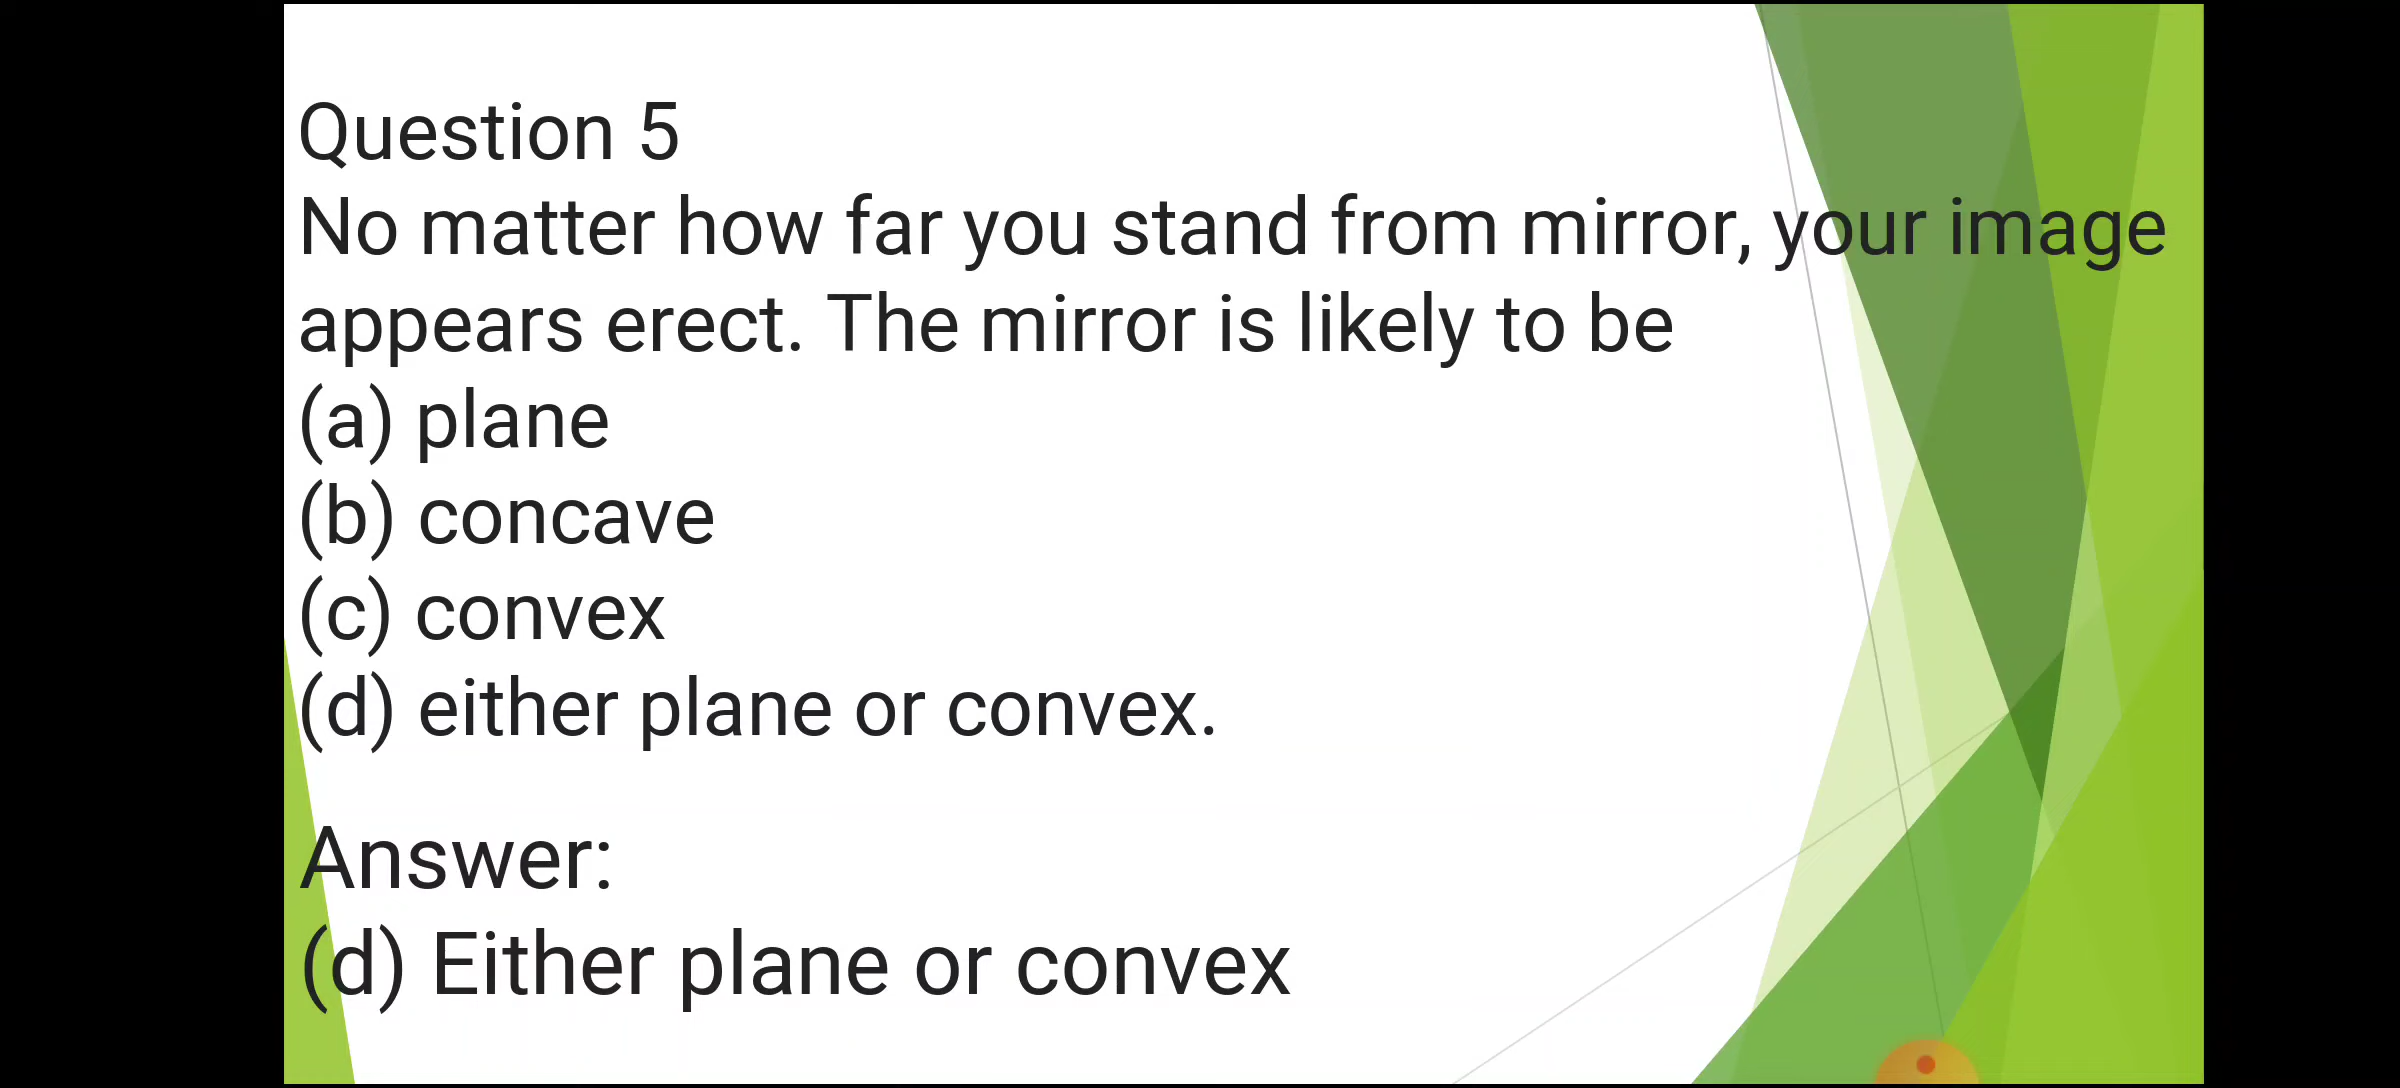 Question 5
No matter how far you stand from mirror, your image
appears erect. The mirror is likely to be
(a) plane
(b) concave
(c) convex
(d) either plane or convex.
Answer:
(d) Either plane or convex